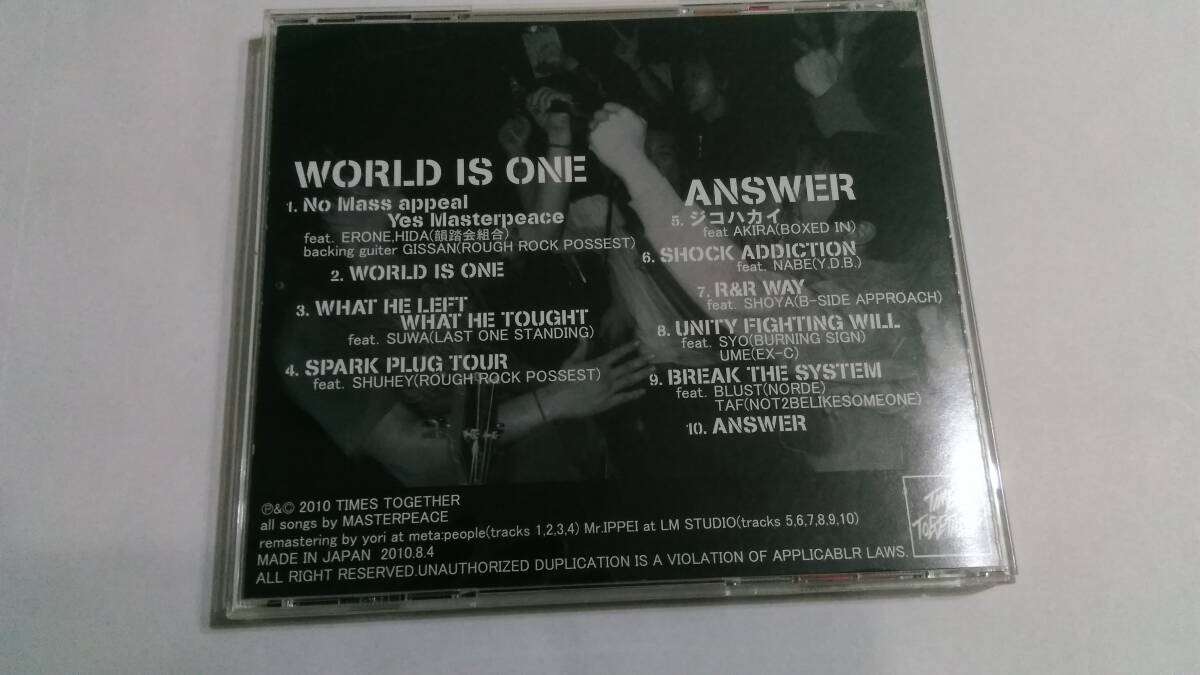 WORLD IS ONE
1. No Mass appeal
Yes Masterpeace
feat. ERONE,HIDA(韻踏会組合)
backing guiter GISSAN(ROUGH ROCK POSSEST)
2. WORLD IS ONE
3. WHAT HE LEFT
WHAT HE TOUGHT
feat. SUWA(LAST ONE STANDING)
4. SPARK PLUG TOUR
feat. SHUHEY(ROUGH ROCK POSSEST)
ANSWER
5. ジコハカイ
feat AKIRA(BOXED IN)
6. SHOCK ADDICTION
feat. NABE(Y.D.B.)
7. R&R WAY
feat. SHOYA(B-SIDE APPROACH)
8. UNITY FIGHTING WILL
feat. SYO(BURNING SIGN)
UME(EX-C)
9. BREAK THE SYSTEM
feat. BLUST(NORDE)
TAF(NOT2BELIKESOMEONE)
10. ANSWER
℗&© 2010 TIMES TOGETHER
all songs by MASTERPEACE
remastering by yori at meta:people(tracks 1,2,3,4) Mr.IPPEI at LM STUDIO(tracks 5,6,7,8,9,10)
MADE IN JAPAN 2010.8.4
ALL RIGHT RESERVED.UNAUTHORIZED DUPLICATION IS A VIOLATION OF APPLICABLR LAWS.